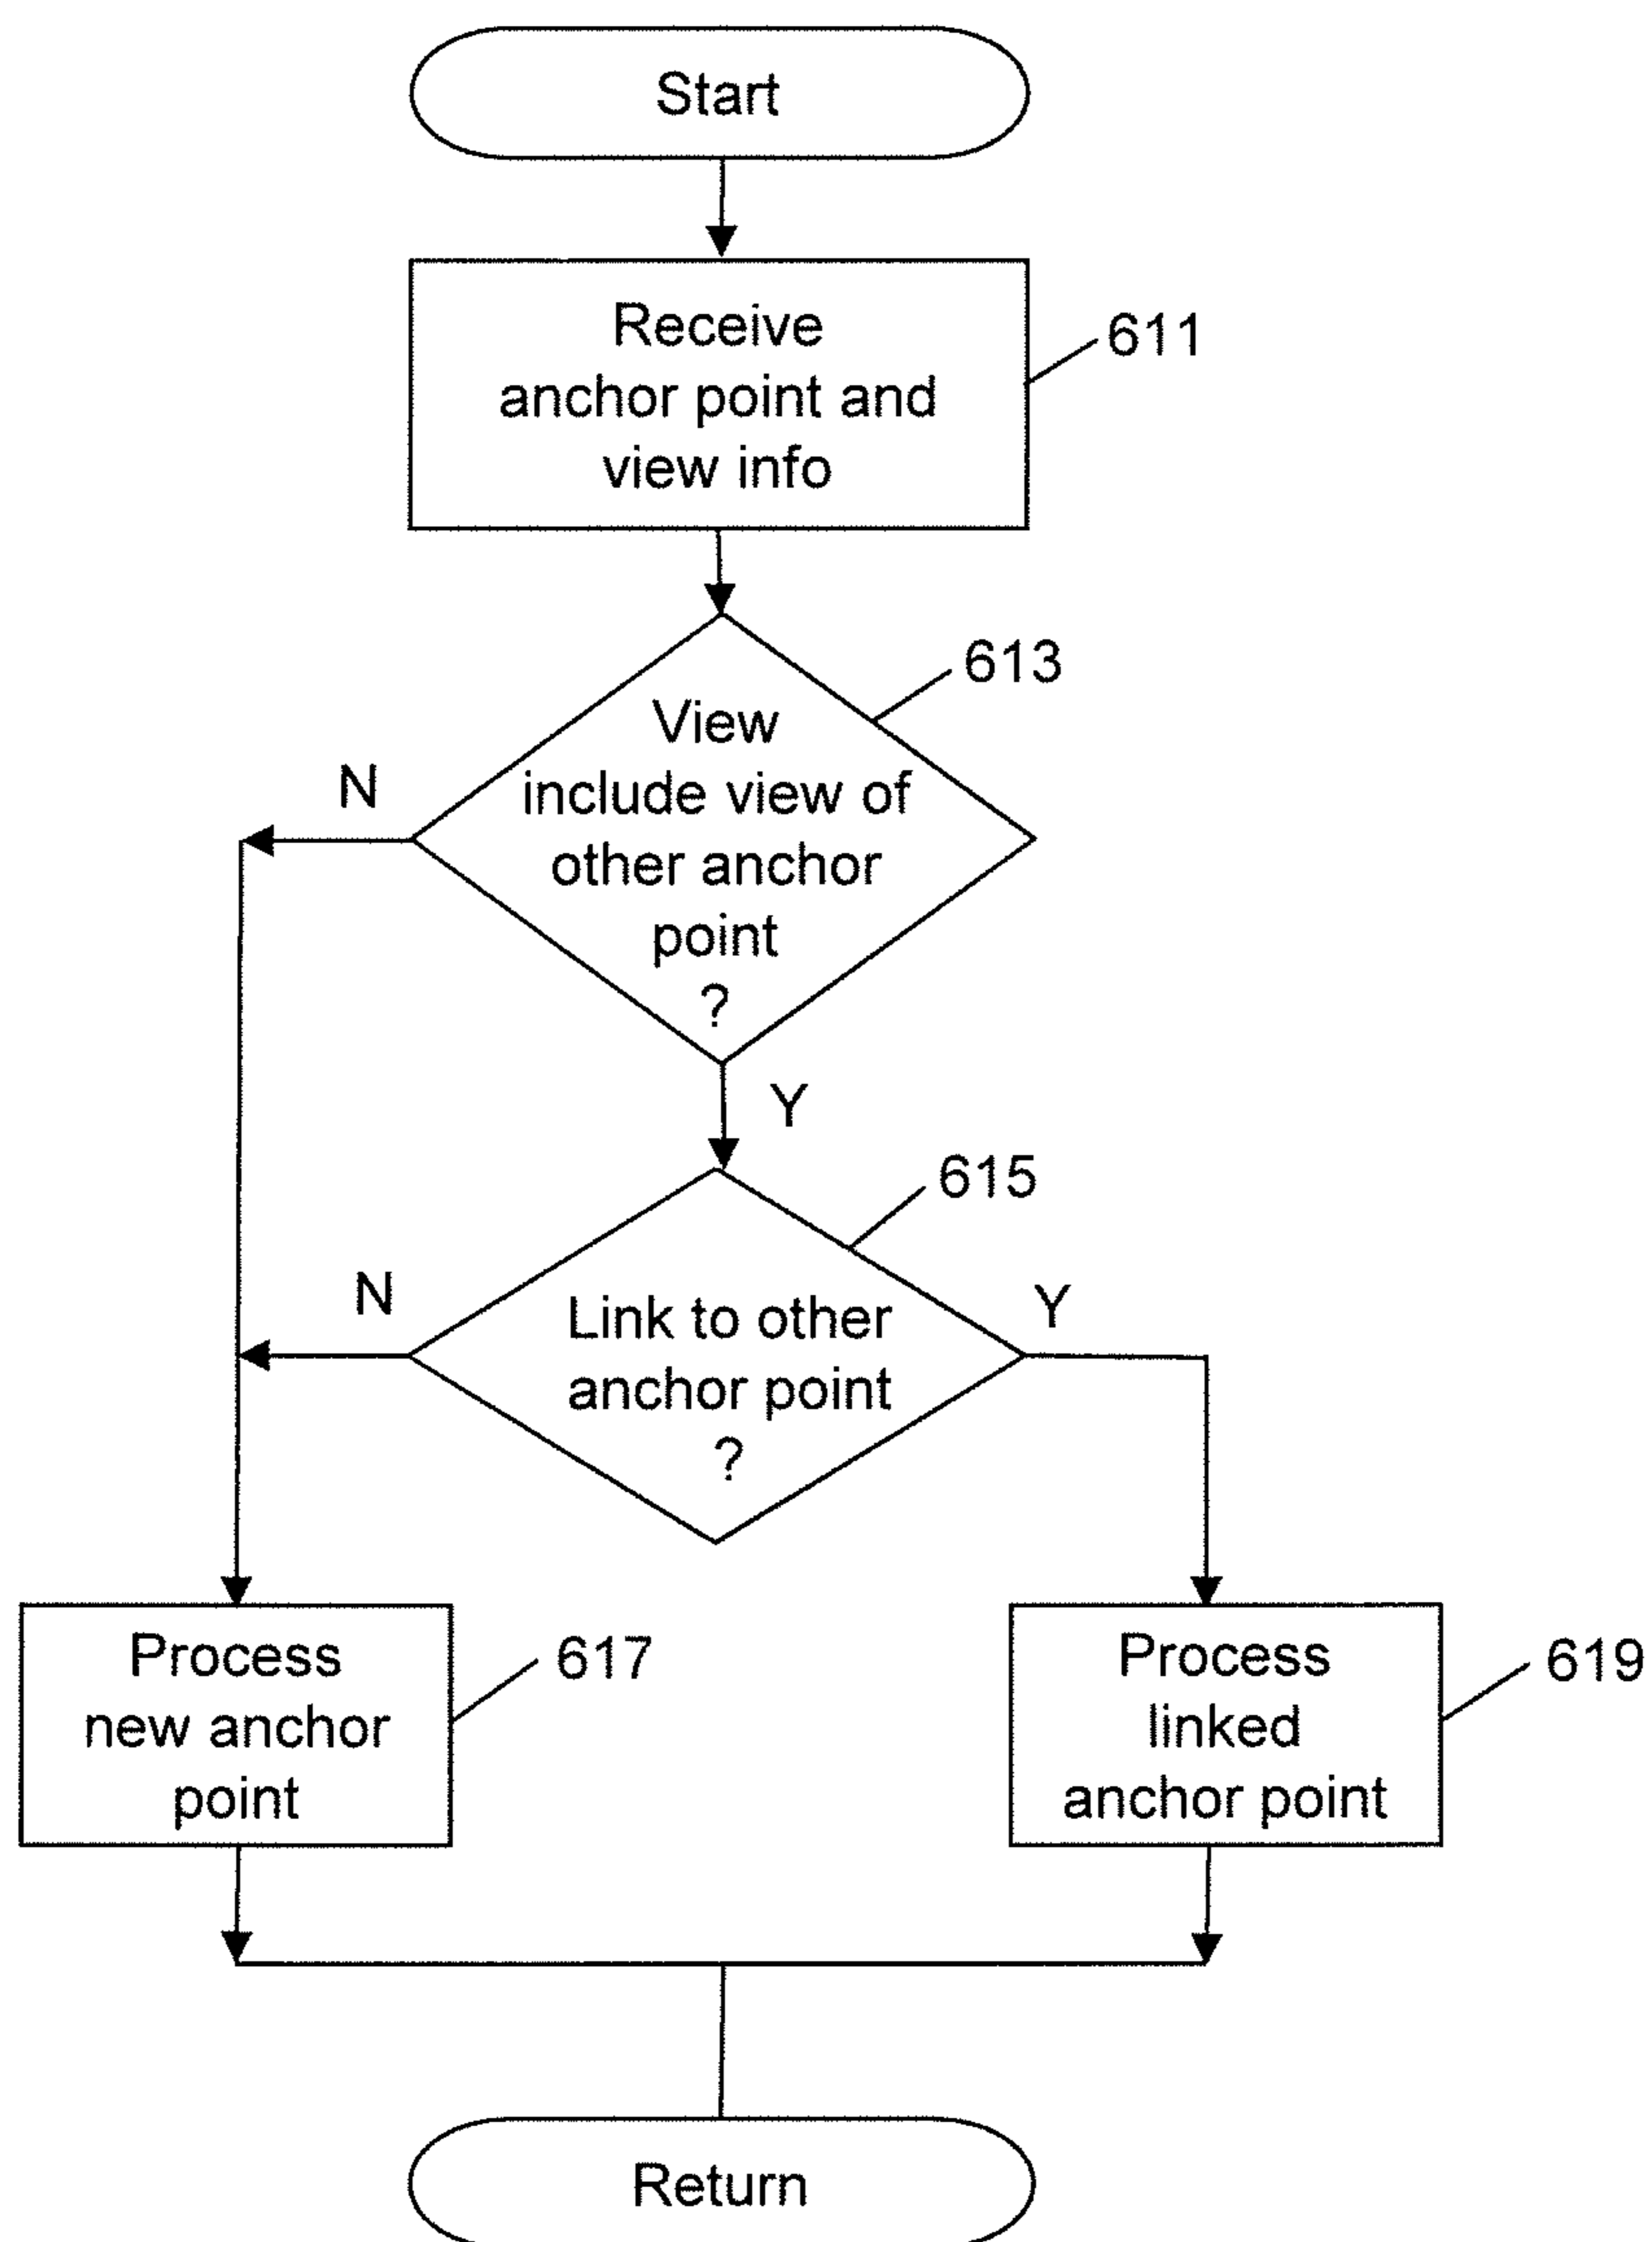 Start
Receive
anchor point and
view info
611
613
View
include view of
other anchor
point
?
N
Y
615
Link to other
anchor point
?
N
Y
Process
new anchor
point
617
Process
linked
anchor point
619
Return